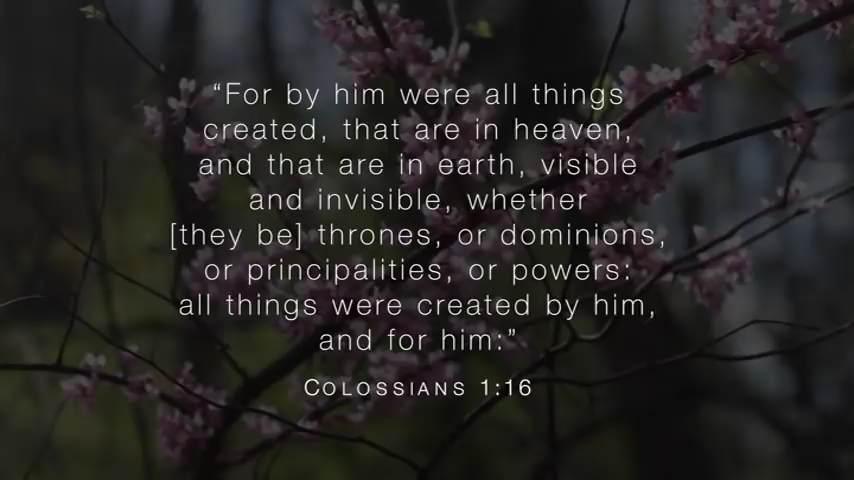 “For by him were all things
created, that are in heaven,
and that are in earth, visible
and invisible, whether
[they be] thrones, or dominions,
or principalities, or powers:
all things were created by him,
and for him:”
COLOSSIANS 1:16